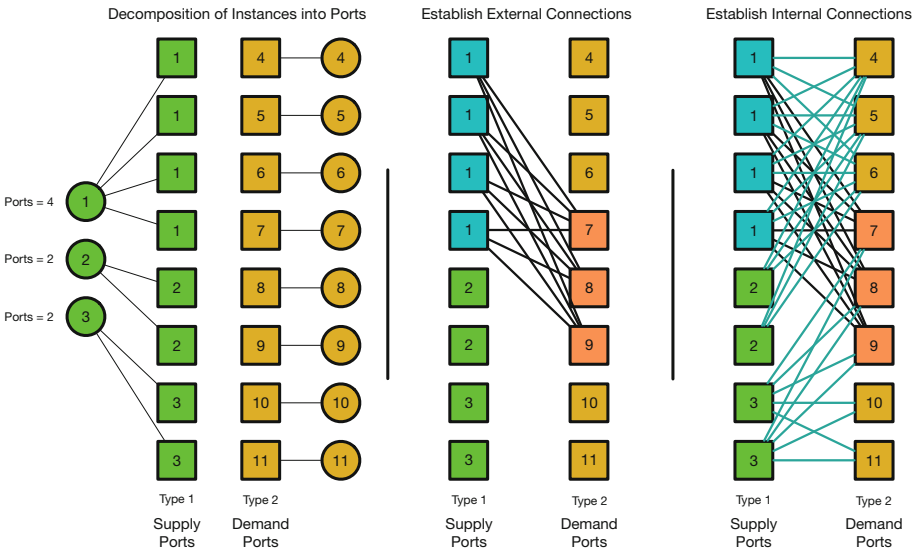 Decomposition of Instances into Ports
Establish External Connections
Establish Internal Connections
1 4 4
1 5 5
1 6 6
Ports = 4 1
1 7 7
Ports = 2 2
2 8 8
Ports = 2 3
2 9 9
3 10 10
3 11 11
Type 1 Type 2
Supply Demand
Ports Ports
1 4
1 5
1 6
1 7
2 8
2 9
3 10
3 11
Type 1 Type 2
Supply Demand
Ports Ports
1 4
1 5
1 6
1 7
2 8
2 9
3 10
3 11
Type 1 Type 2
Supply Demand
Ports Ports